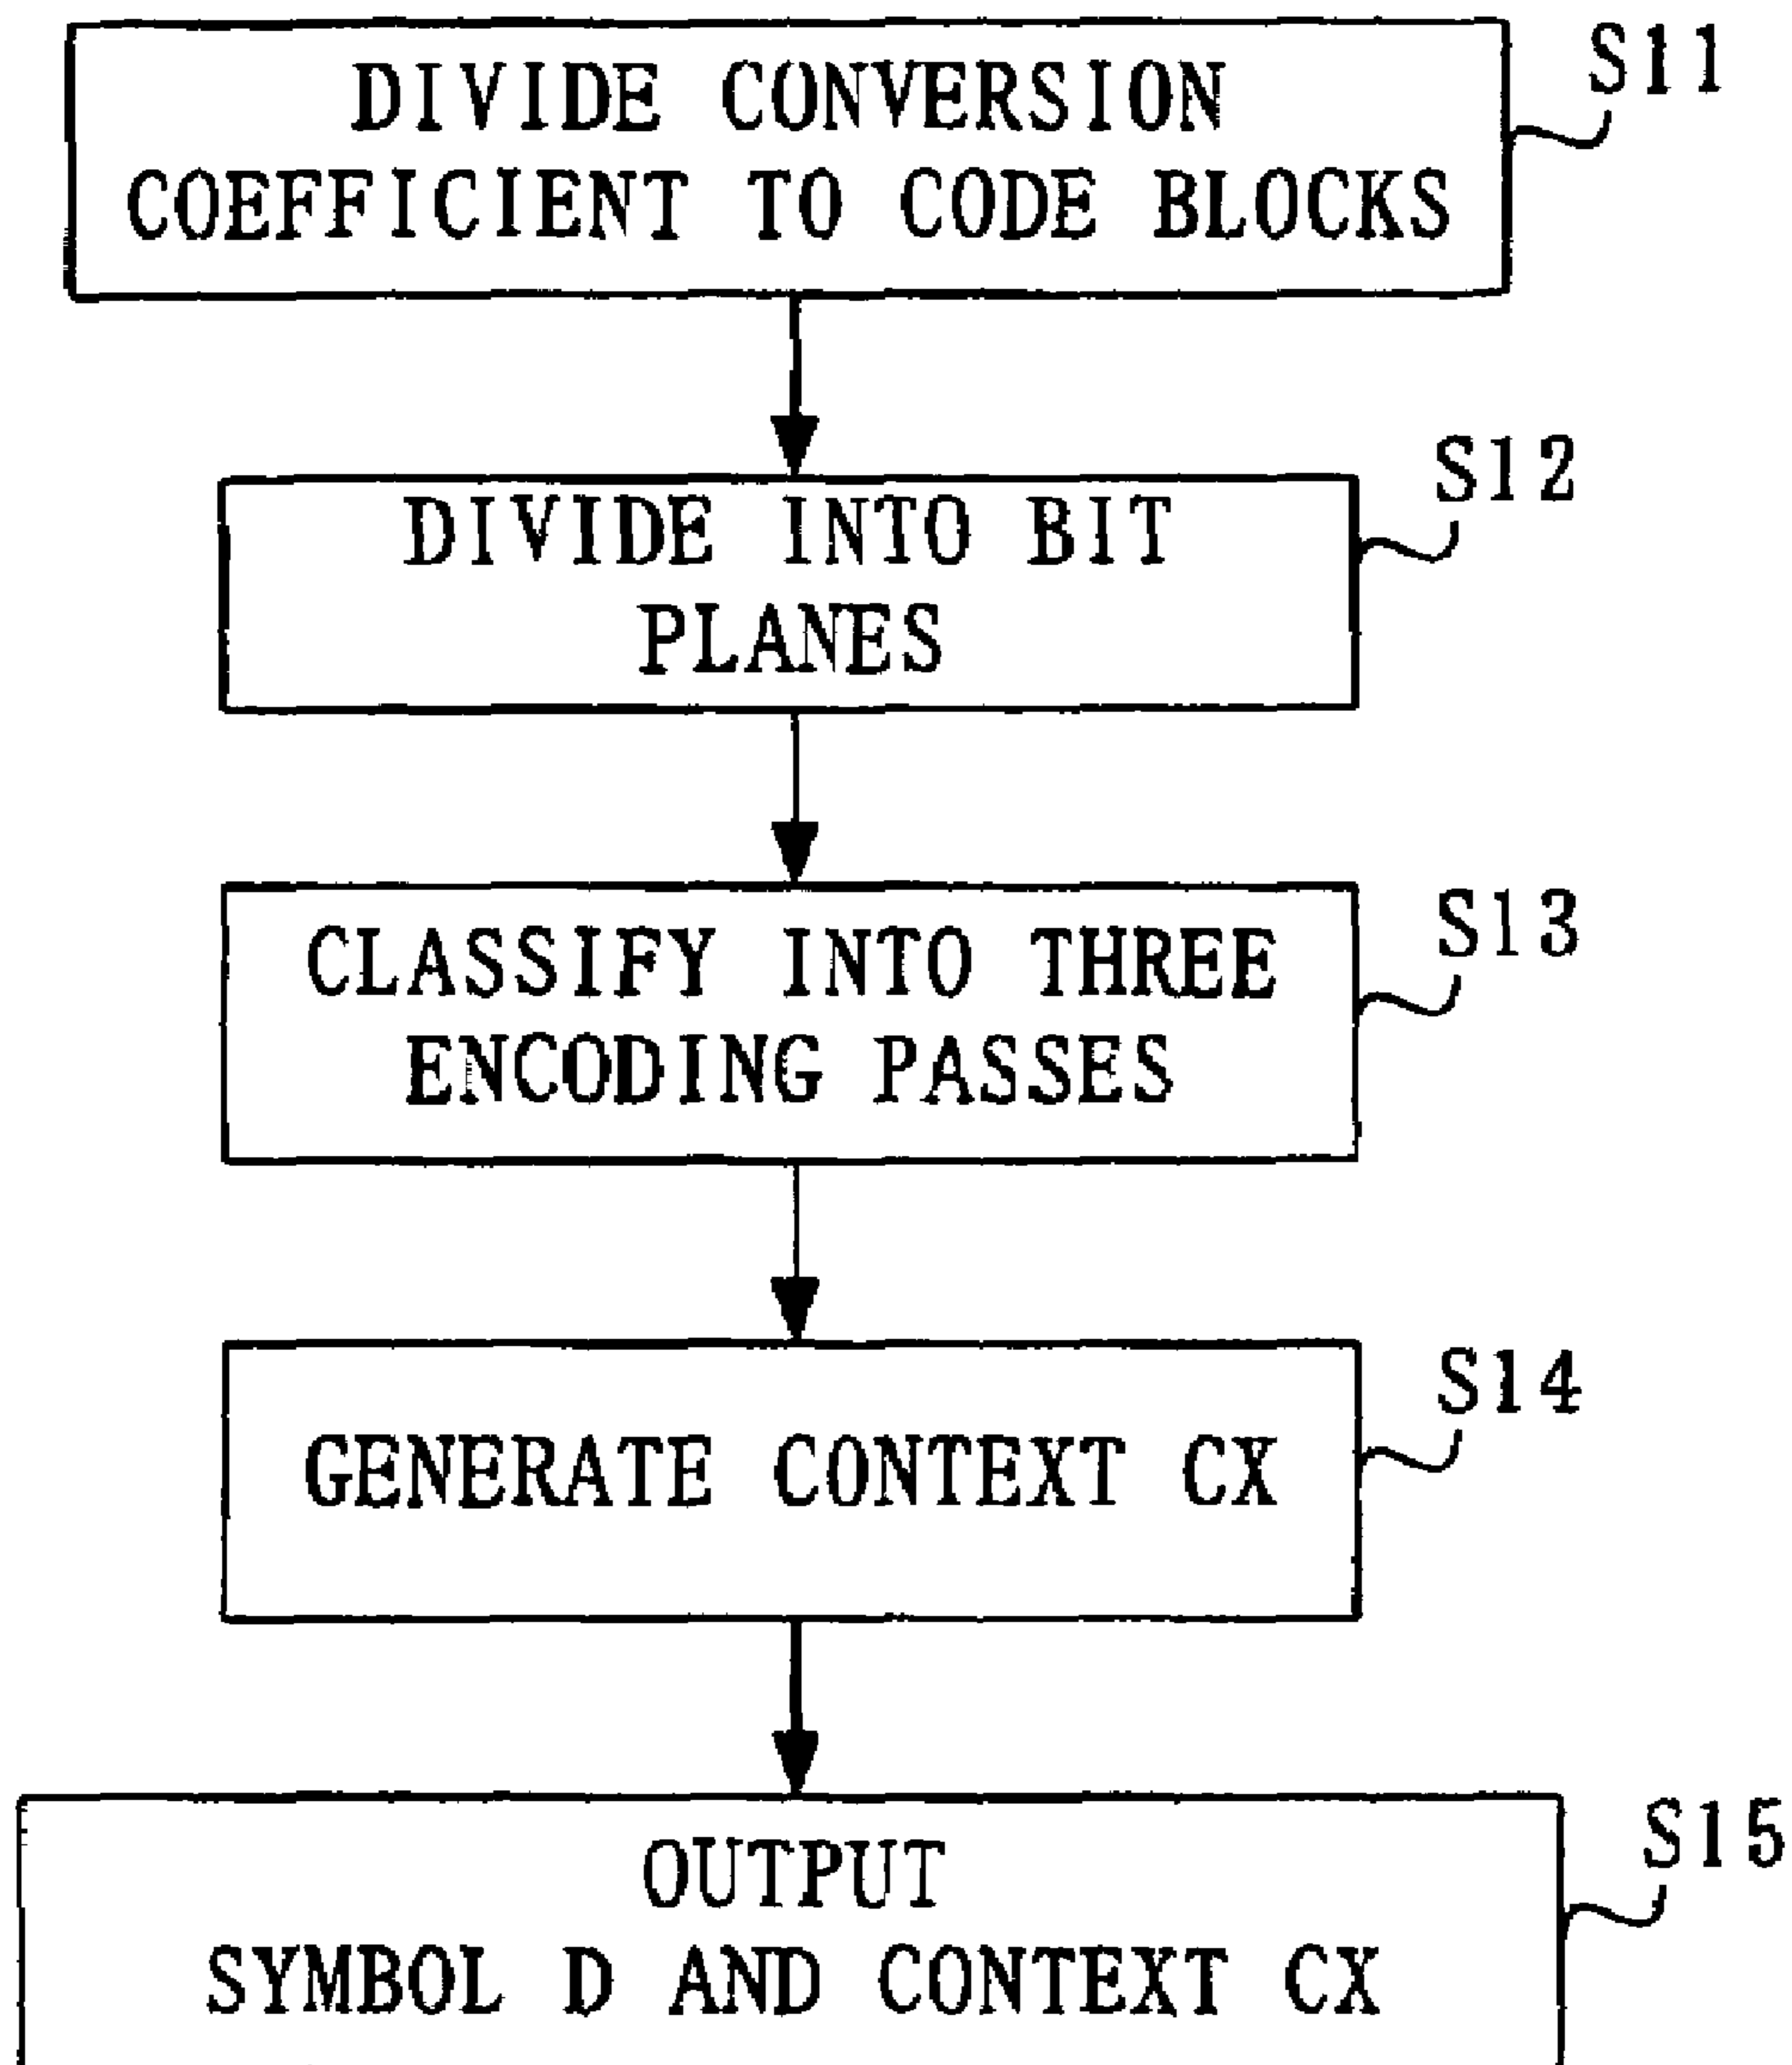 S11
DIVIDE CONVERSION
COEFFICIENT TO CODE BLOCKS
S12
DIVIDE INTO BIT
PLANES
S13
CLASSIFY INTO THREE
ENCODING PASSES
S14
GENERATE CONTEXT CX
S15
OUTPUT
SYMBOL D AND CONTEXT CX